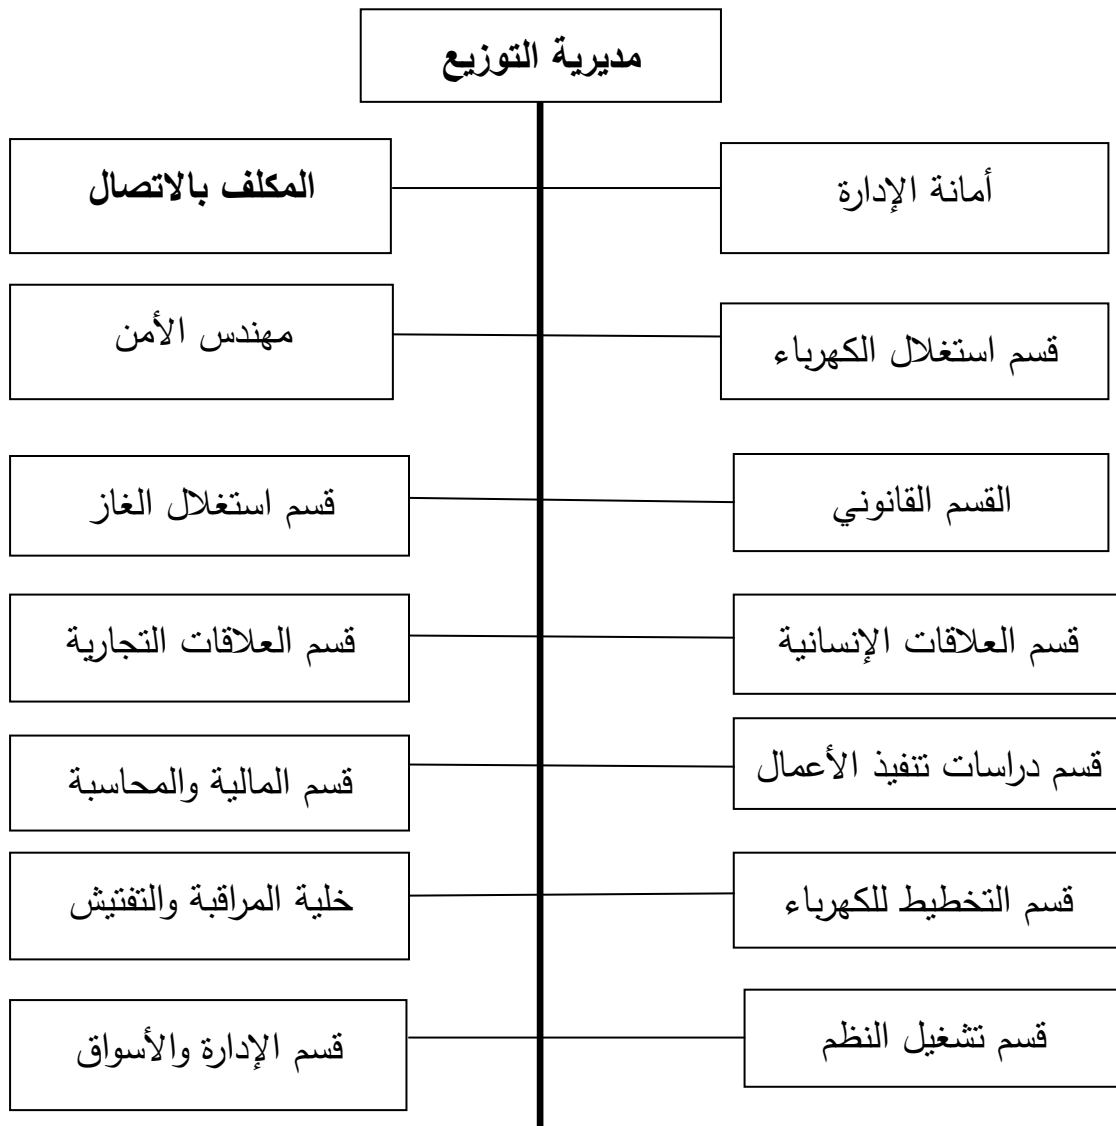 مديرية التوزيع
أمانة الإدارة
المكلف بالاتصال
قسم استغلال الكهرباء
مهندس الأمن
القسم القانوني
قسم استغلال الغاز
قسم العلاقات الإنسانية
قسم العلاقات التجارية
قسم دراسات تنفيذ الأعمال
قسم المالية والمحاسبة
قسم التخطيط للكهرباء
خلية المراقبة والتفتيش
قسم تشغيل النظم
قسم الإدارة والأسواق